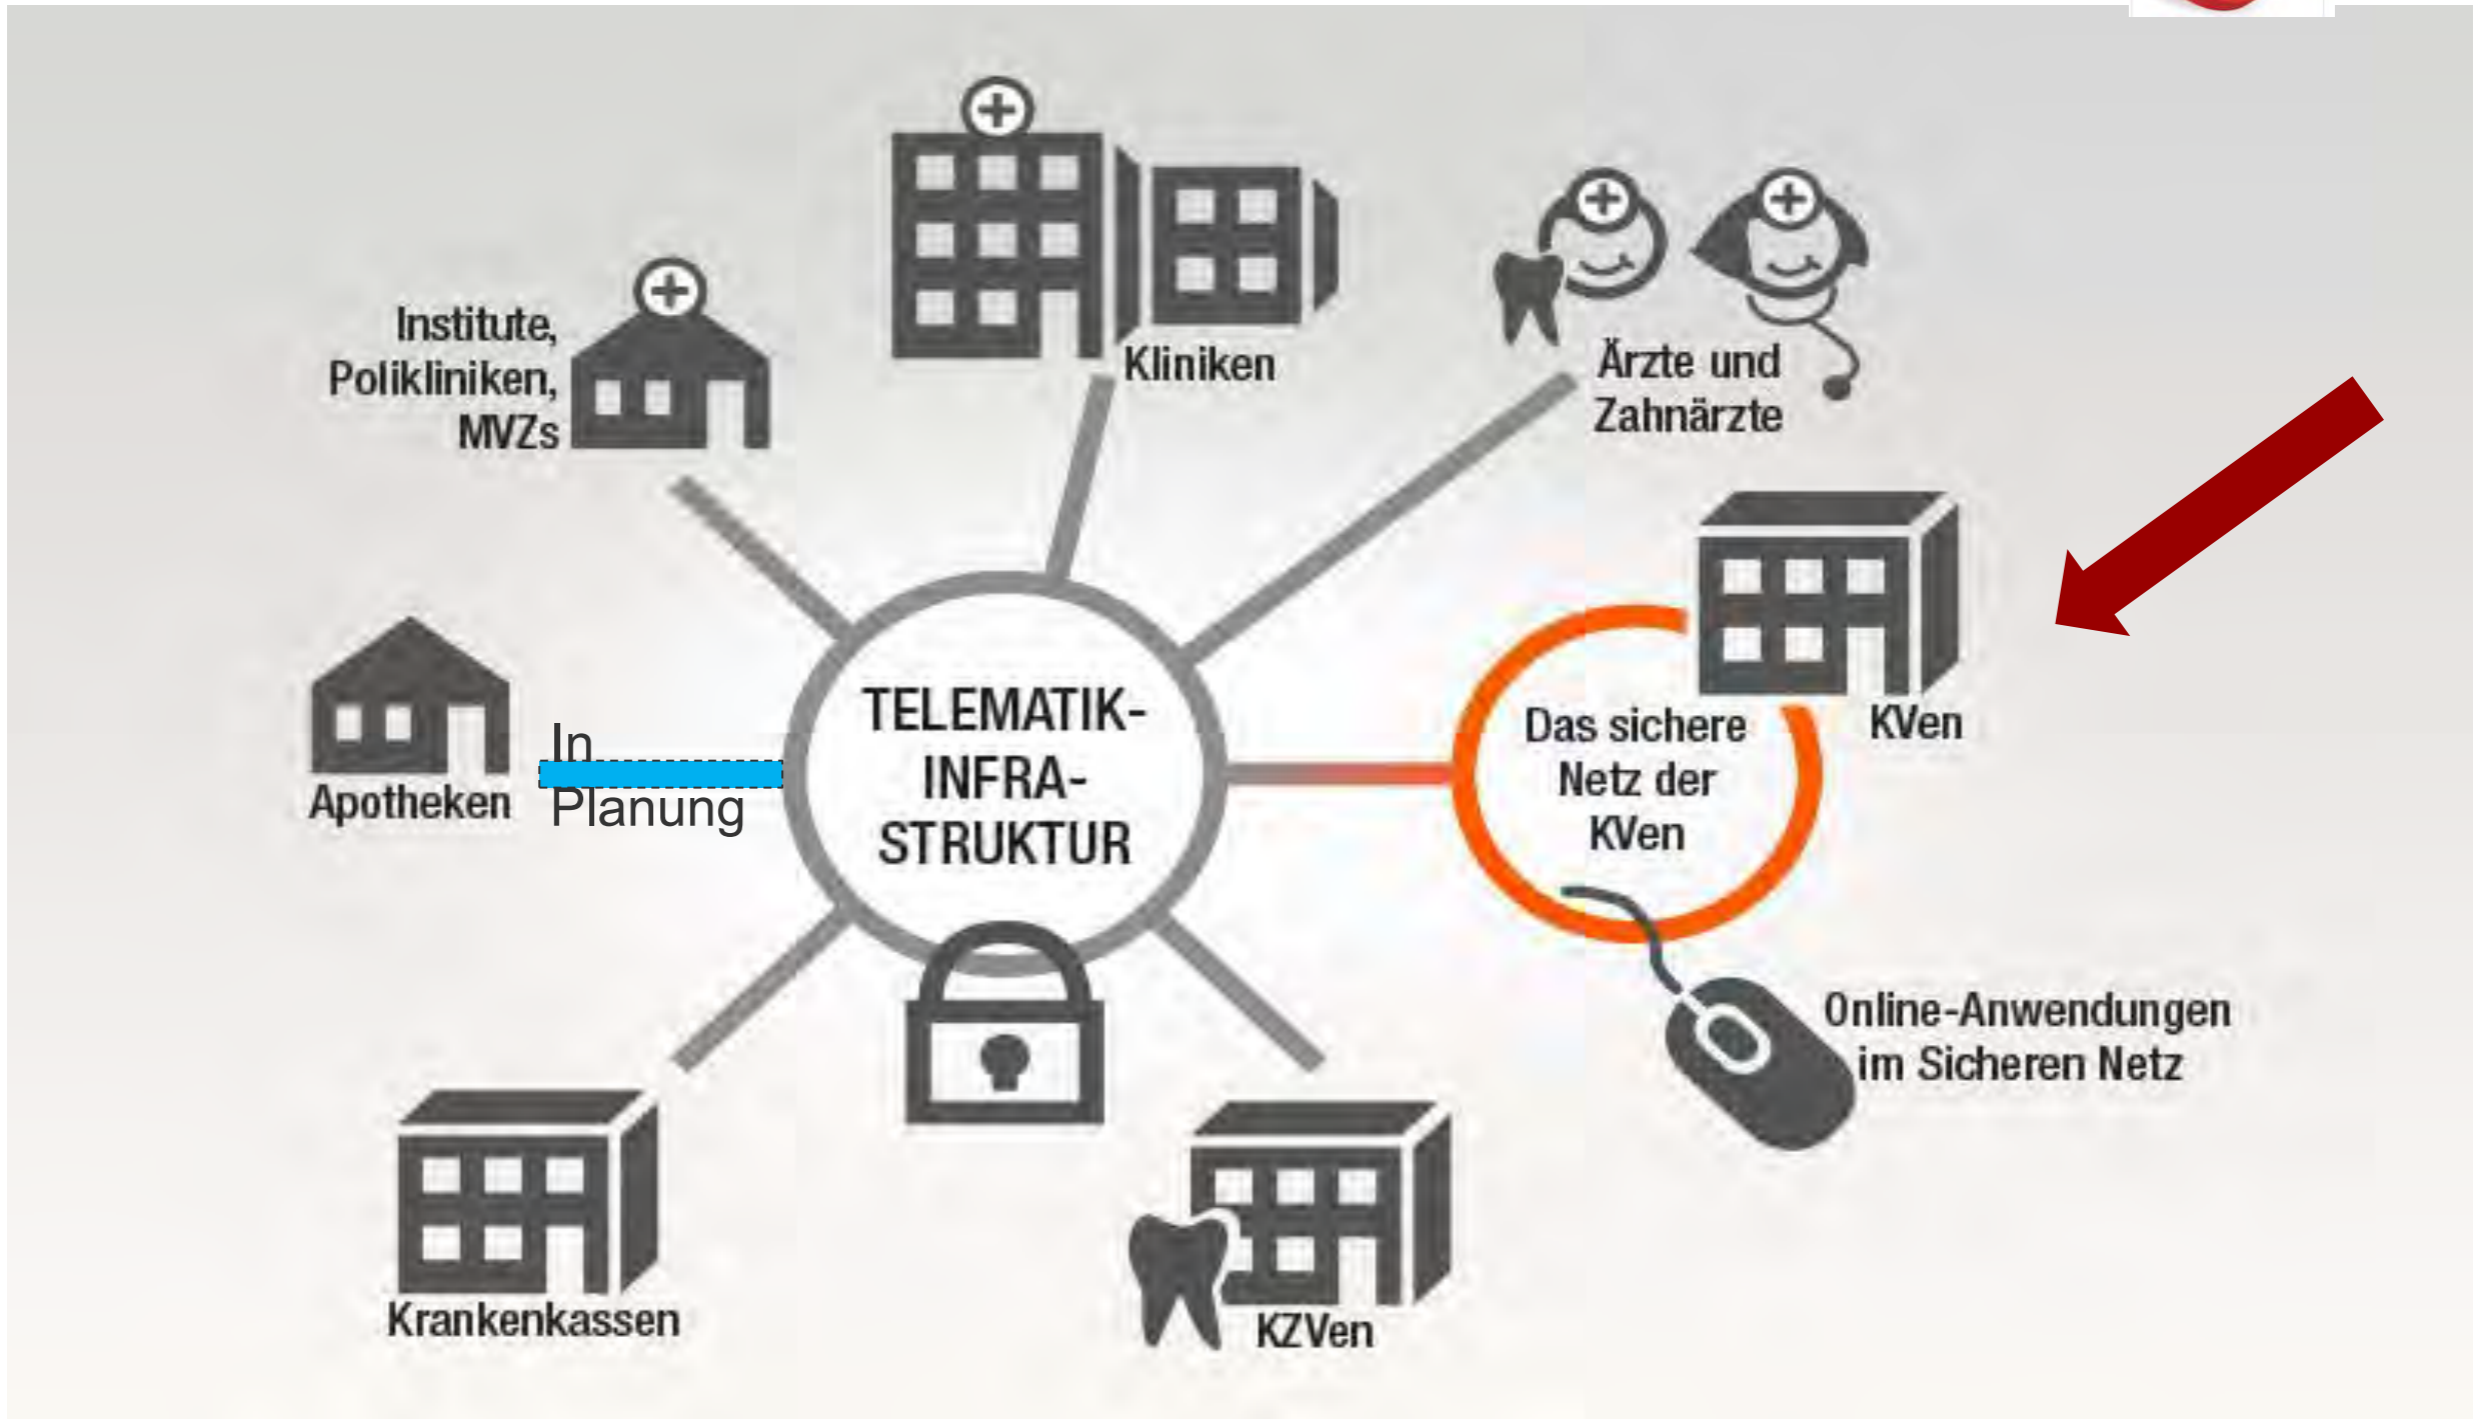 Kliniken
Institute,
Polikliniken,
MVZs
Ärzte und
Zahnärzte
KVen
Das sichere
Netz der
KVen
TELEMATIK-
INFRA-
STRUKTUR
In
Planung
Apotheken
Online-Anwendungen
im Sicheren Netz
Krankenkassen
KZVen